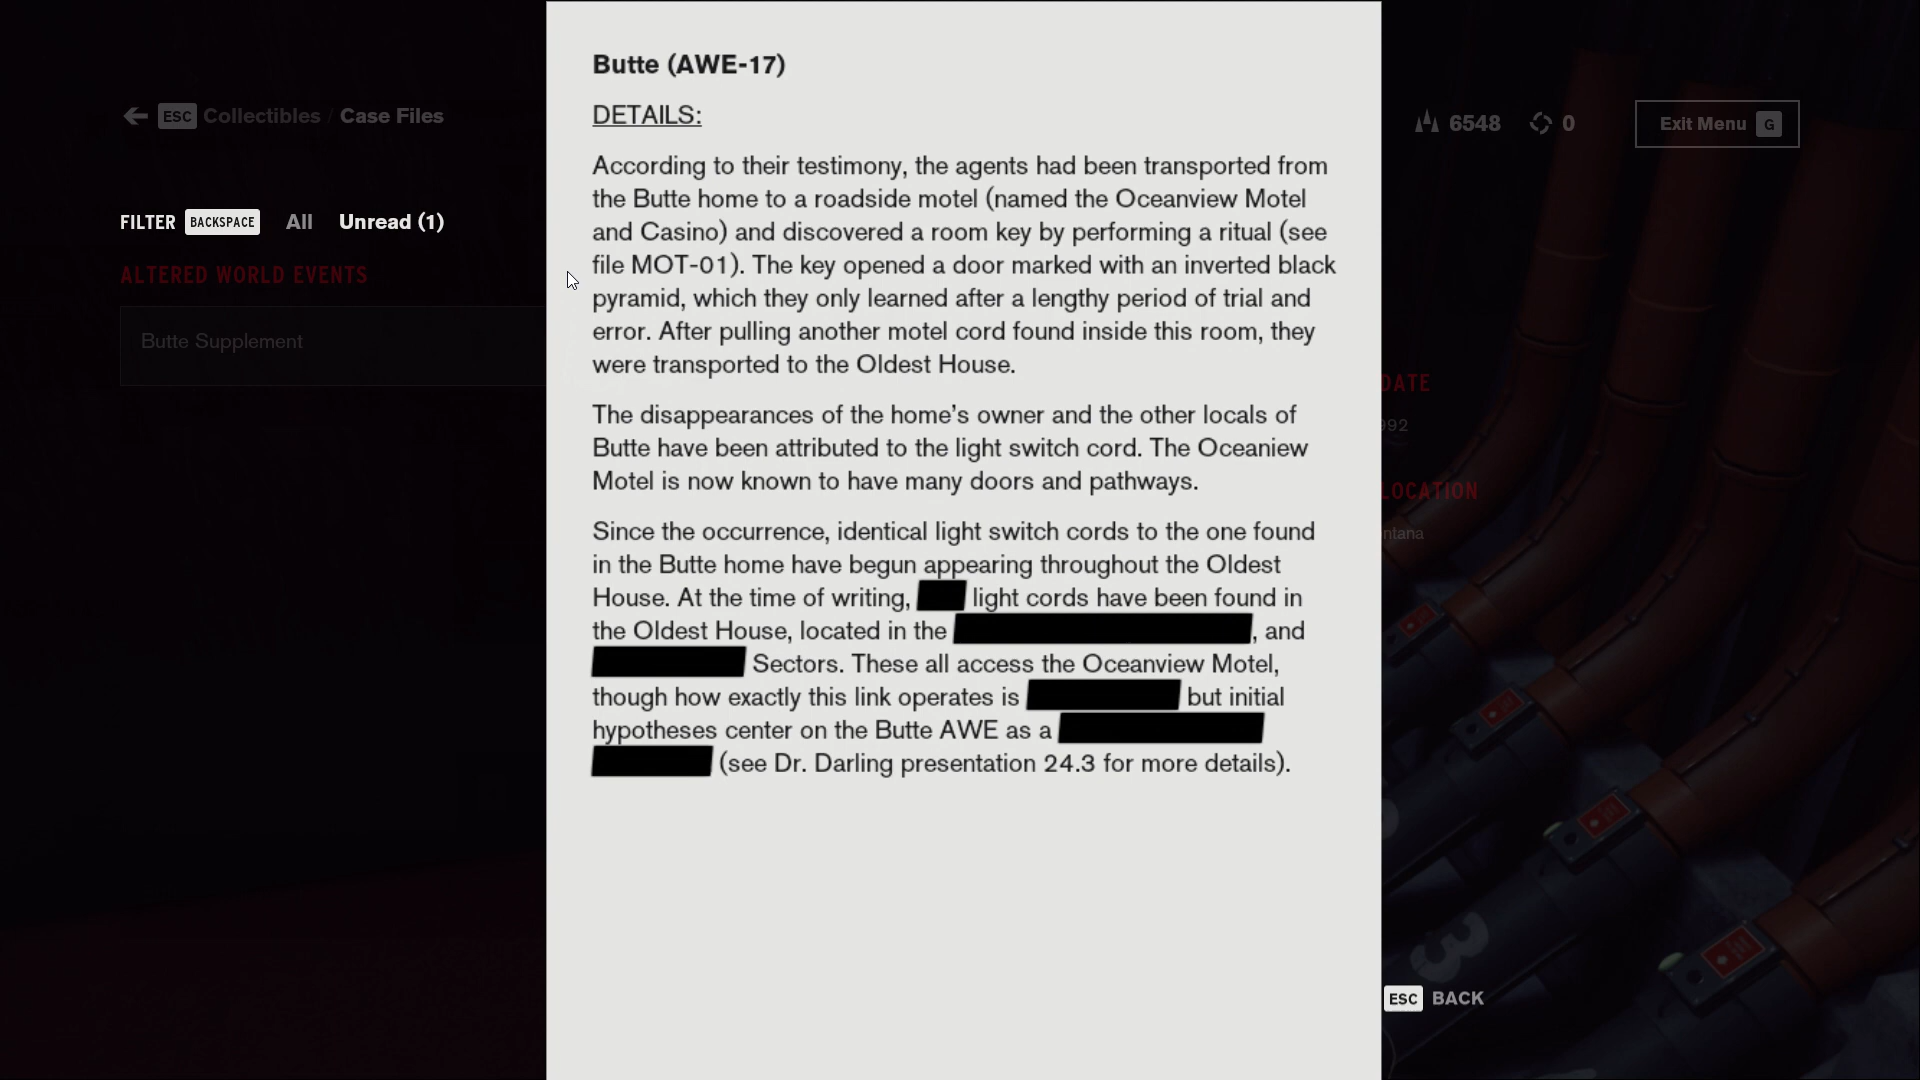 Butte (AWE-17)
DETAILS:
According to their testimony, the agents had been transported from
the Butte home to a roadside motel (named the Oceanview Motel
and Casino) and discovered a room key by performing a ritual (see
file MOT-01). The key opened a door marked with an inverted black
pyramid, which they only learned after a lengthy period of trial and
error. After pulling another motel cord found inside this room, they
were transported to the Oldest House.
The disappearances of the home's owner and the other locals of
Butte have been attributed to the light switch cord. The Oceaniew
Motel is now known to have many doors and pathways.
Since the occurrence, identical light switch cords to the one found
in the Butte home have begun appearing throughout the Oldest
House. At the time of writing, light cords have been found in
the Oldest House, located in the , and
Sectors. These all access the Oceanview Motel,
though how exactly this link operates is but initial
hypotheses center on the Butte AWE as a
(see Dr. Darling presentation 24.3 for more details).
ESC Collectibles / Case Files
FILTER BACKSPACE All Unread (1)
ALTERED WORLD EVENTS
Butte Supplement
6548 0 Exit Menu G
DATE
992
LOCATION
ntana
3
ESC BACK